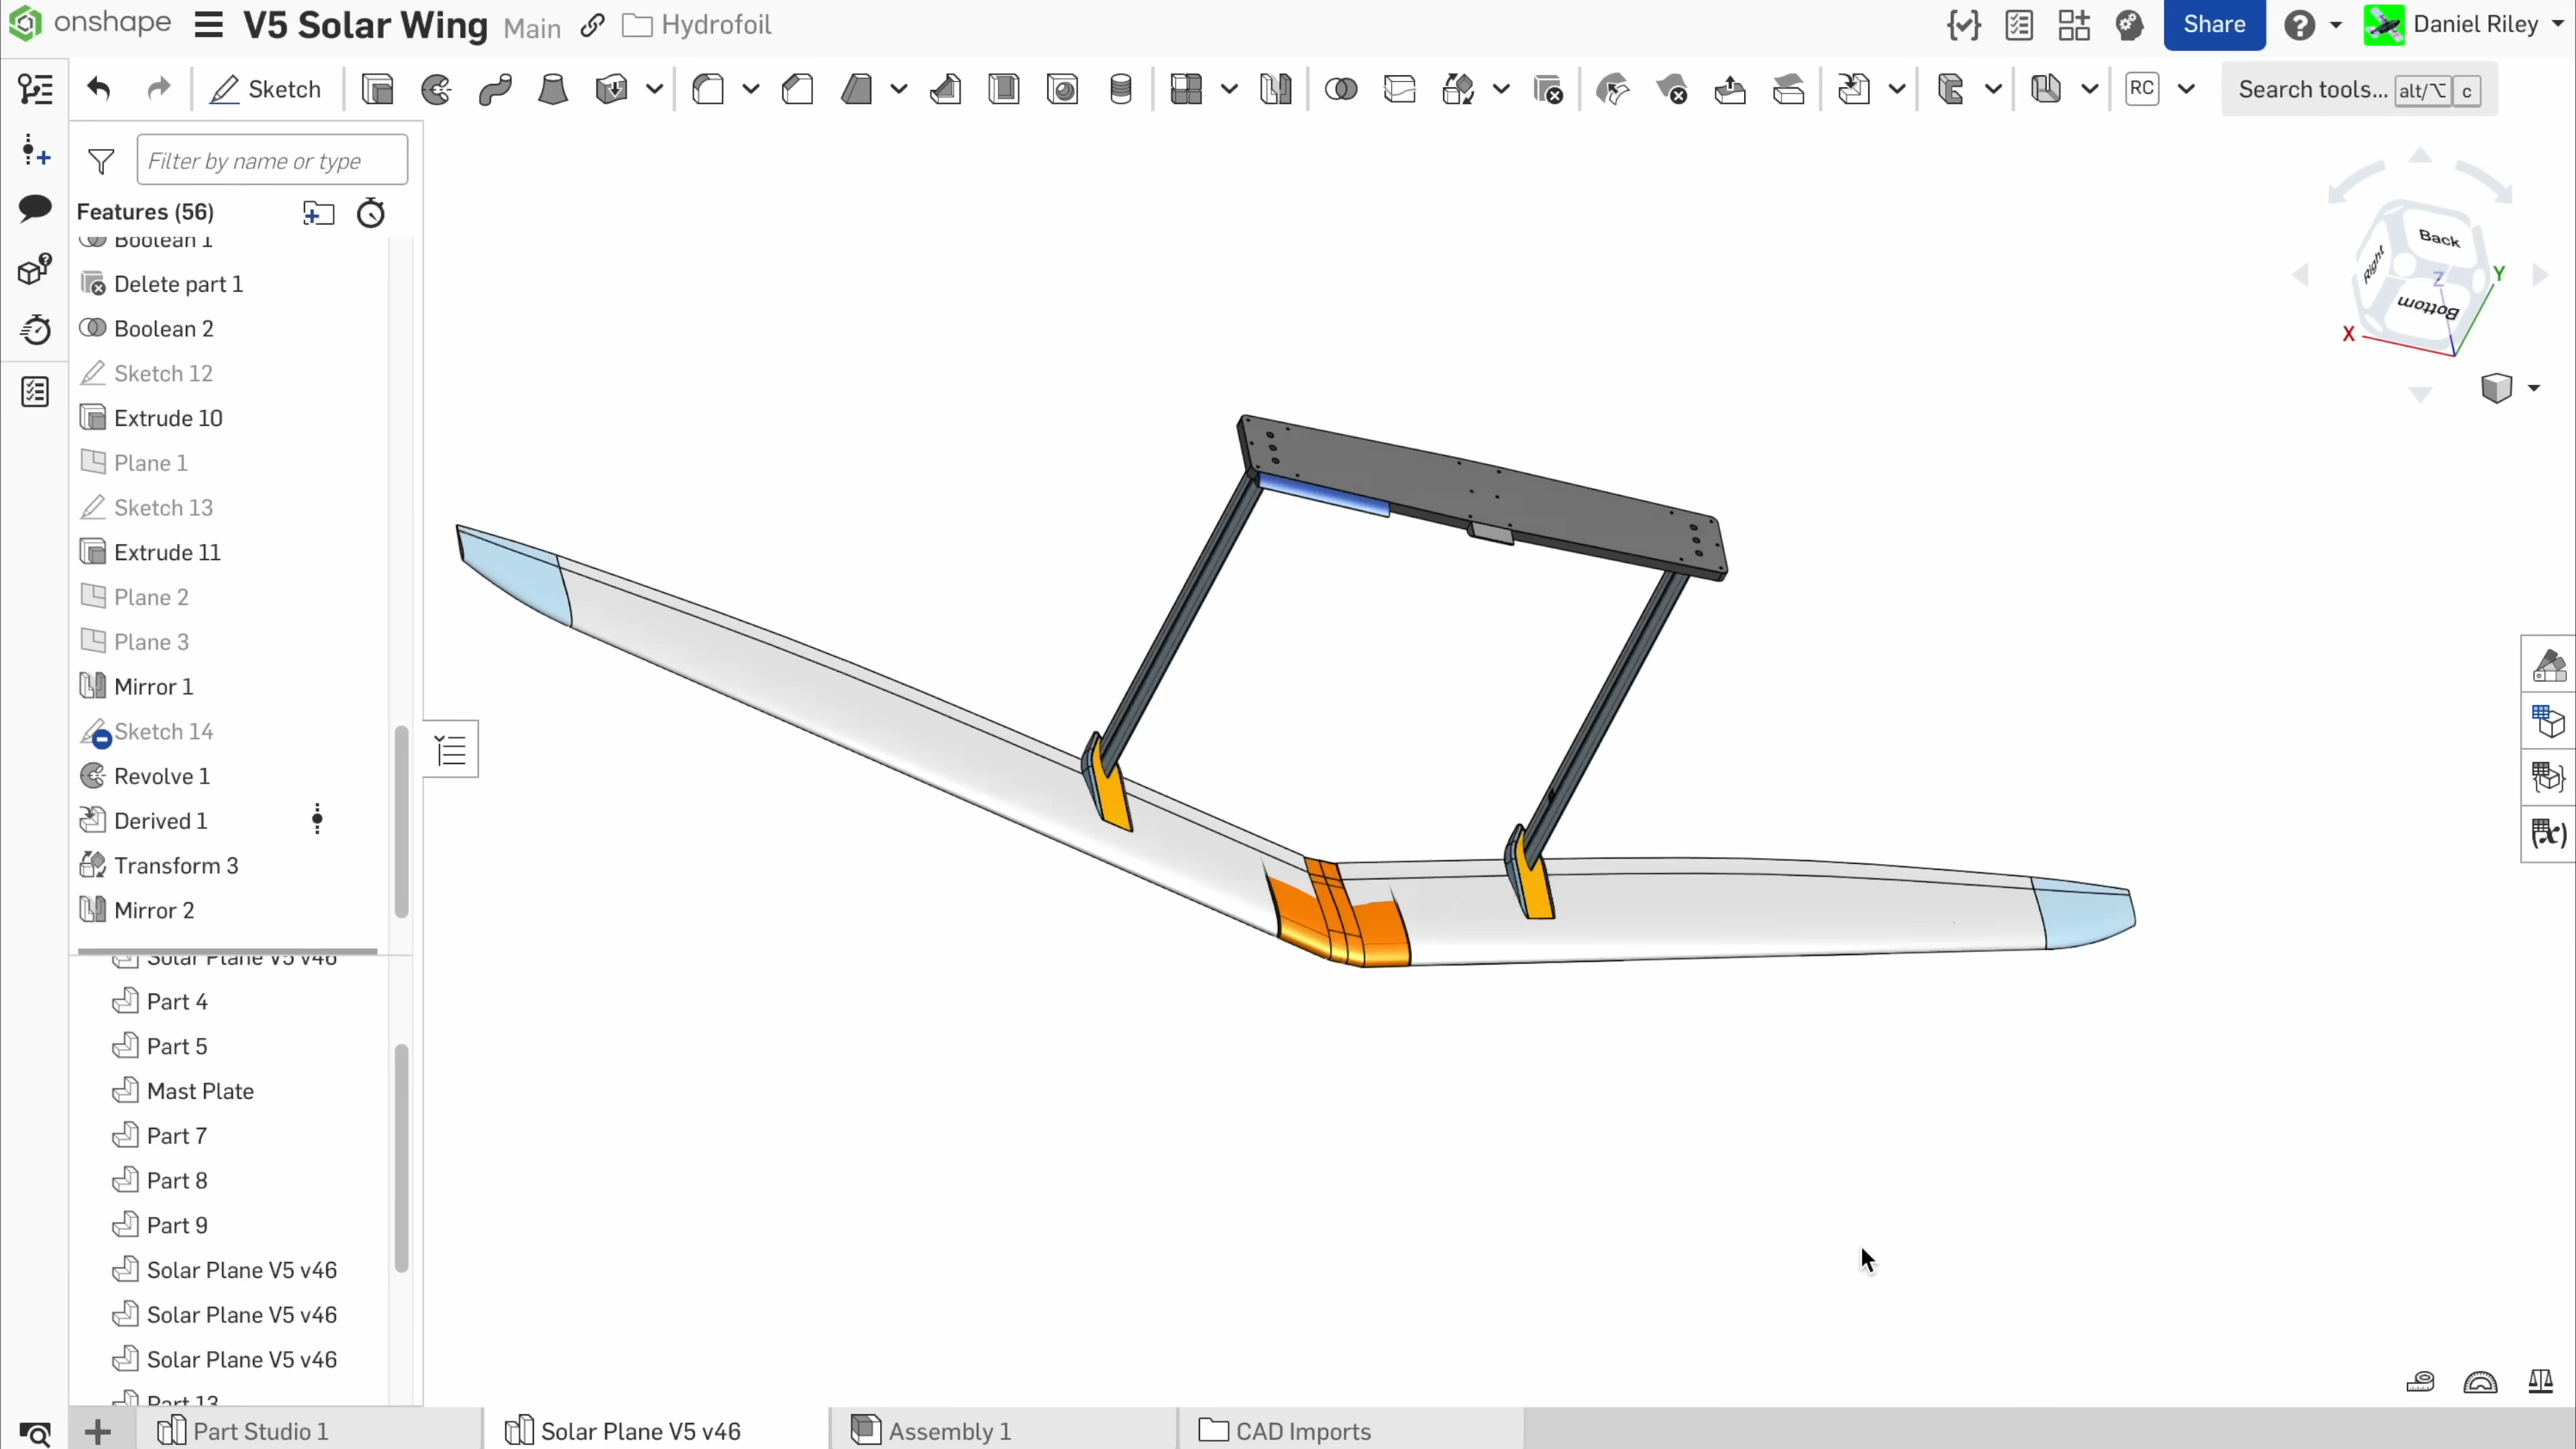 onshape V5 Solar Wing Main Hydrofoil Share Daniel Riley
Sketch RC Search tools... alt/⌥ c
Filter by name or type
Features (56)
Boolean 1
Delete part 1
Boolean 2
Sketch 12
Extrude 10
Plane 1
Sketch 13
Extrude 11
Plane 2
Plane 3
Mirror 1
Sketch 14
Revolve 1
Derived 1
Transform 3
Mirror 2
Solar Plane V5 v46
Part 4
Part 5
Mast Plate
Part 7
Part 8
Part 9
Solar Plane V5 v46
Solar Plane V5 v46
Solar Plane V5 v46
Part 13
Back
Right
Bottom
Z
Y
X
(x)
Part Studio 1 Solar Plane V5 v46 Assembly 1 CAD Imports